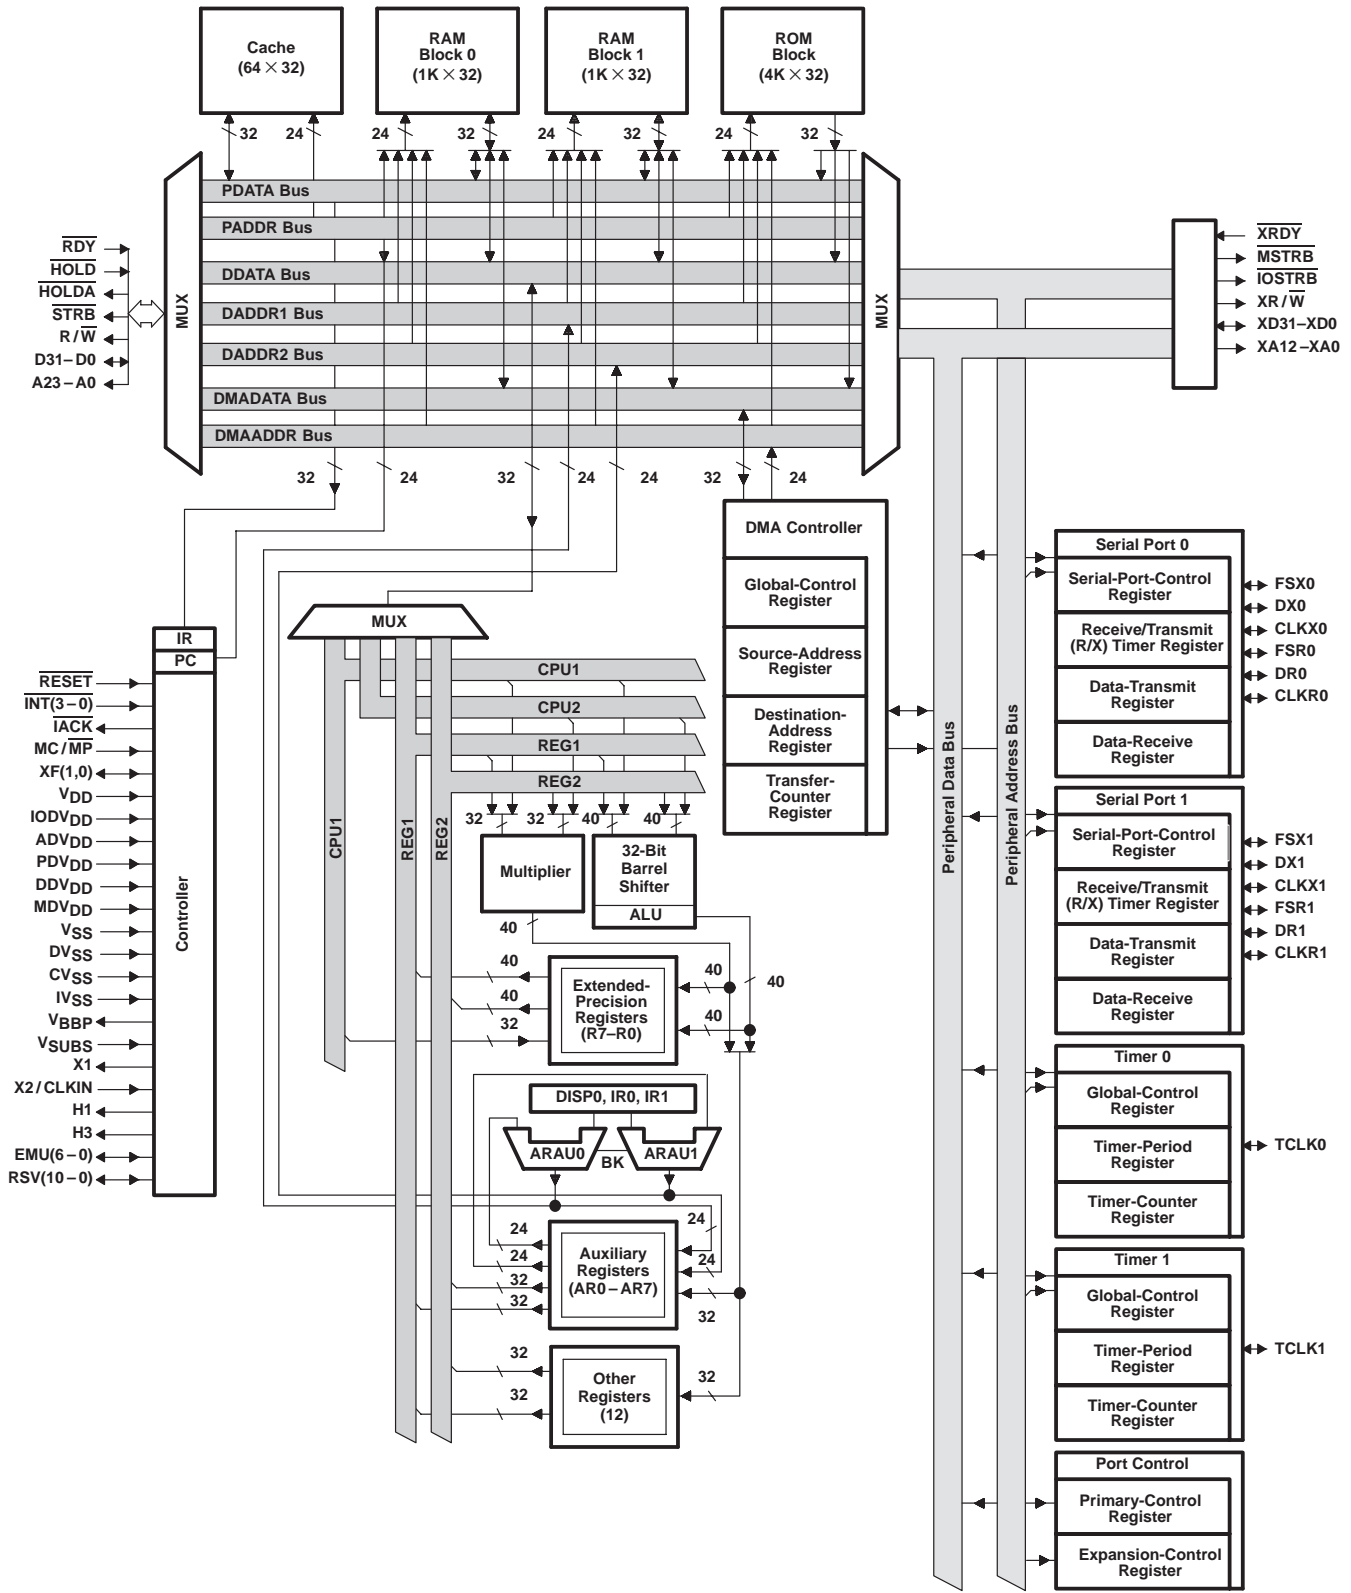 Cache
(64 × 32)
RAM
Block 0
(1K × 32)
RAM
Block 1
(1K × 32)
ROM
Block
(4K × 32)
32
24
24
32
24
32
24
32
PDATA Bus
PADDR Bus
DDATA Bus
DADDR1 Bus
DADDR2 Bus
DMADATA Bus
DMAADDR Bus
MUX
MUX
RDY
HOLD
HOLDA
STRB
R/W
D31–D0
A23–A0
XRDY
MSTRB
IOSTRB
XR/W
XD31–XD0
XA12–XA0
32
24
32
24
24
32
24
DMA Controller
Global-Control
Register
Source-Address
Register
Destination-
Address
Register
Transfer-
Counter
Register
Peripheral Data Bus
Peripheral Address Bus
IR
PC
Controller
RESET
INT(3–0)
IACK
MC/MP
XF(1,0)
VDD
IODVDD
ADVDD
PDVDD
DDVDD
MDVDD
VSS
DVSS
CVSS
IVSS
VBBP
VSUBS
X1
X2/CLKIN
H1
H3
EMU(6–0)
RSV(10–0)
MUX
CPU1
CPU2
REG1
REG2
CPU1
REG1
REG2
32
32
40
40
Multiplier
32-Bit
Barrel
Shifter
ALU
40
40
40
40
40
40
32
Extended-
Precision
Registers
(R7–R0)
DISP0, IR0, IR1
ARAU0
BK
ARAU1
24
24
32
32
24
24
32
Auxiliary
Registers
(AR0–AR7)
32
32
32
Other
Registers
(12)
Serial Port 0
Serial-Port-Control
Register
Receive/Transmit
(R/X) Timer Register
Data-Transmit
Register
Data-Receive
Register
FSX0
DX0
CLKX0
FSR0
DR0
CLKR0
Serial Port 1
Serial-Port-Control
Register
Receive/Transmit
(R/X) Timer Register
Data-Transmit
Register
Data-Receive
Register
FSX1
DX1
CLKX1
FSR1
DR1
CLKR1
Timer 0
Global-Control
Register
Timer-Period
Register
Timer-Counter
Register
TCLK0
Timer 1
Global-Control
Register
Timer-Period
Register
Timer-Counter
Register
TCLK1
Port Control
Primary-Control
Register
Expansion-Control
Register